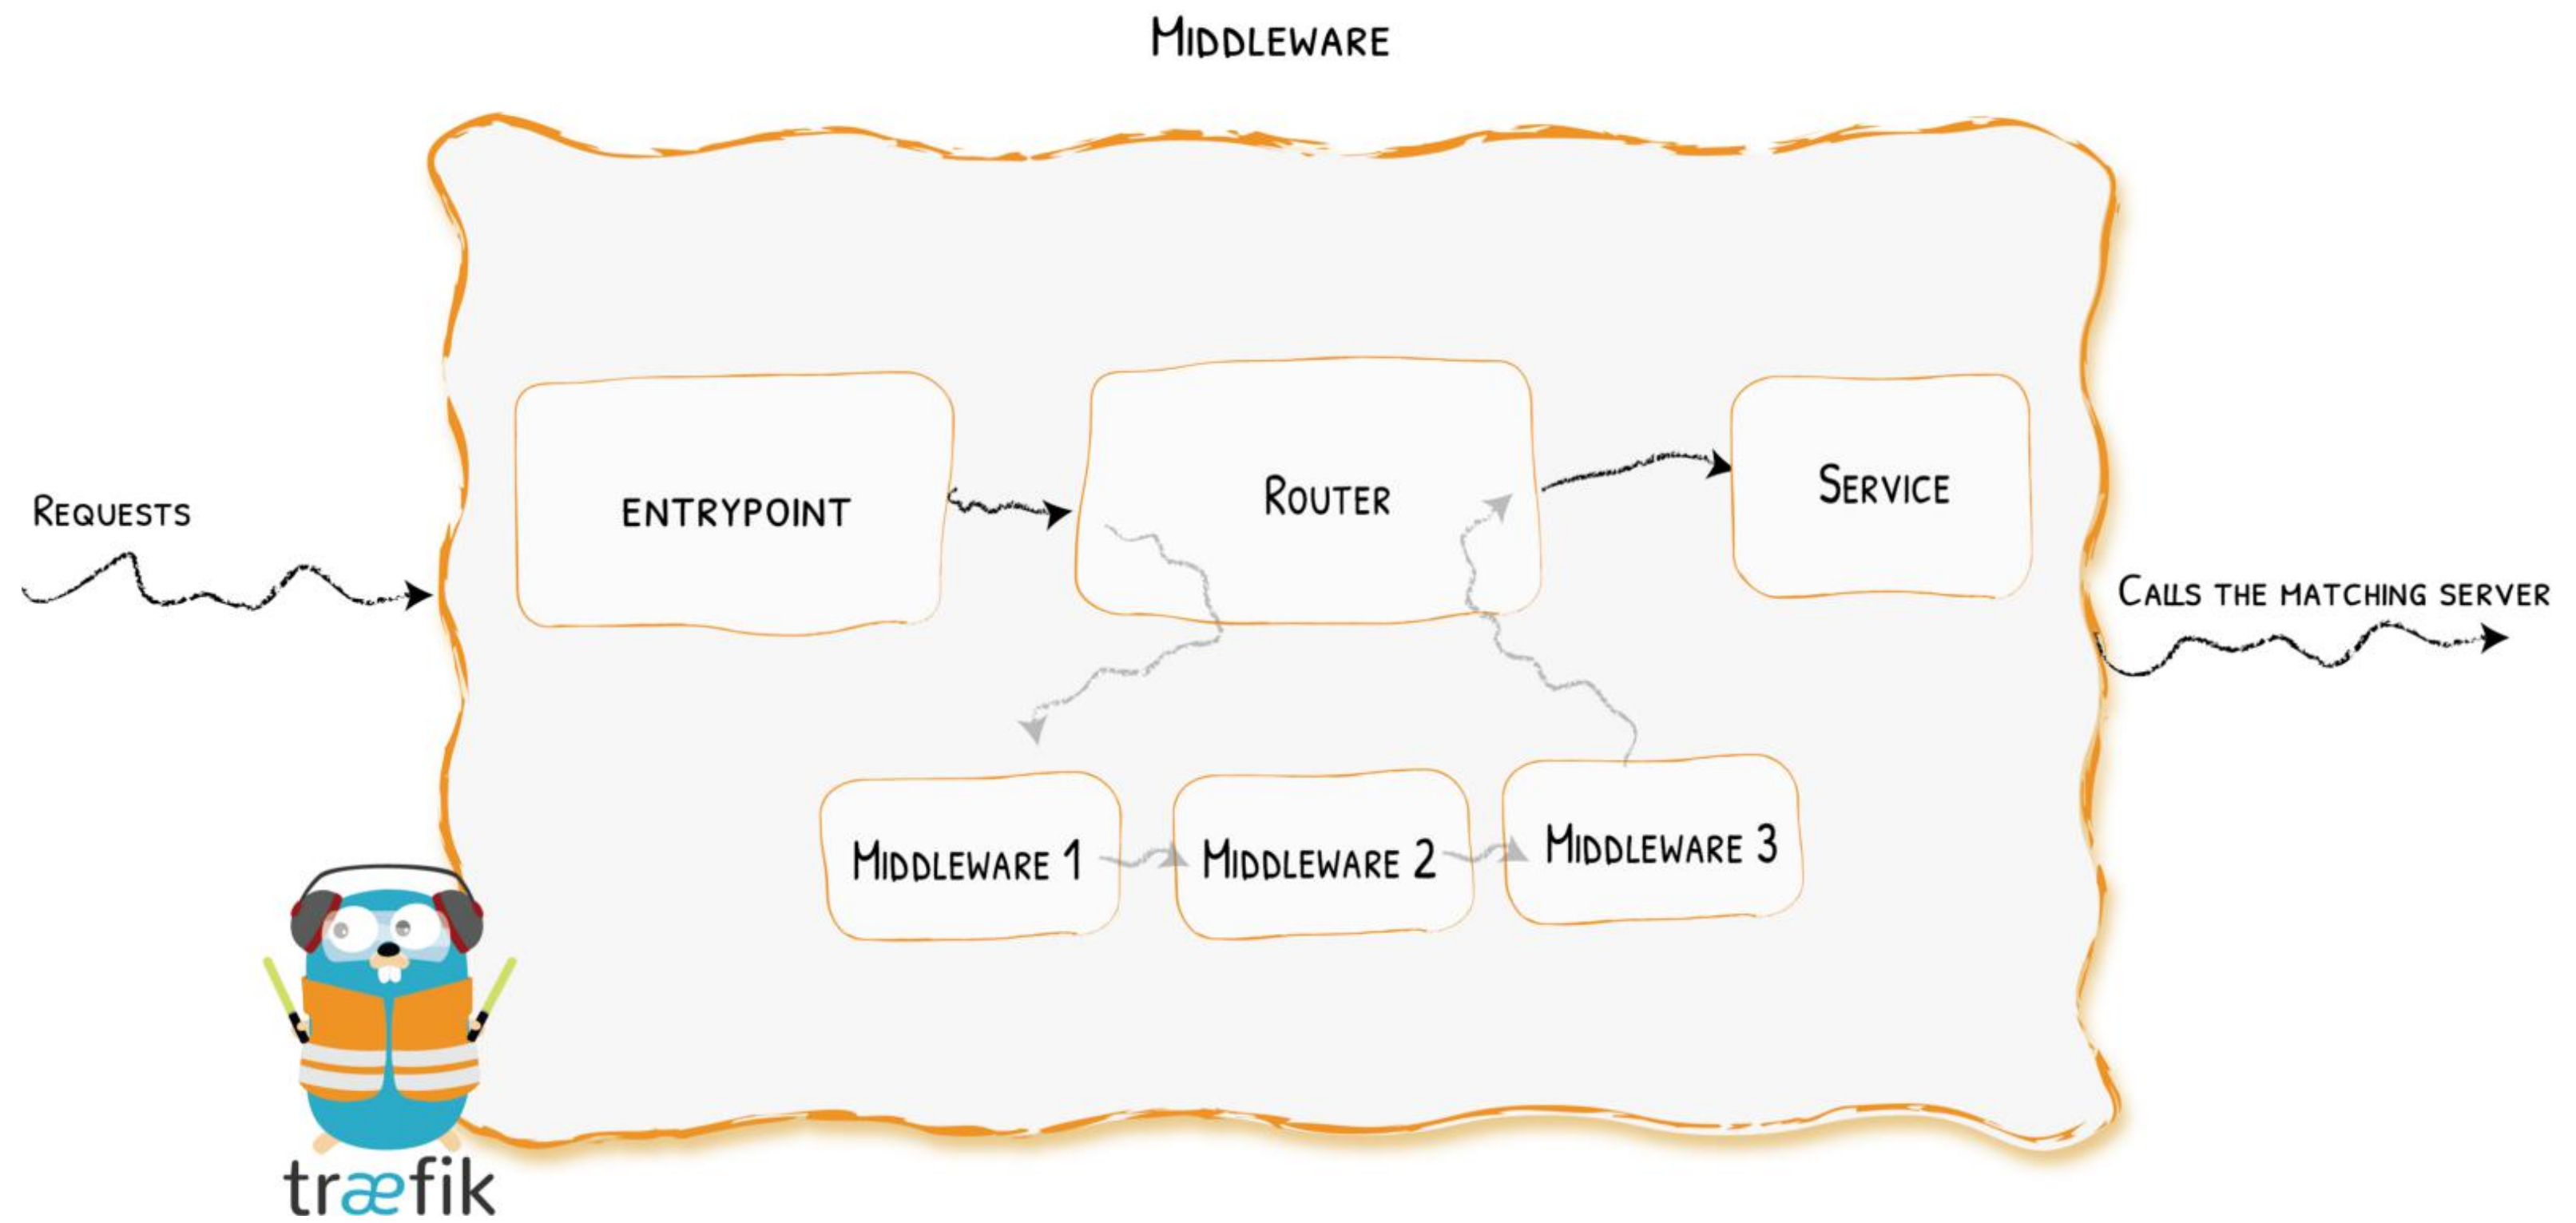 MIDDLEWARE
REQUESTS
ENTRYPOINT
ROUTER
SERVICE
CALLS THE MATCHING SERVER
MIDDLEWARE 1
MIDDLEWARE 2
MIDDLEWARE 3
træfik